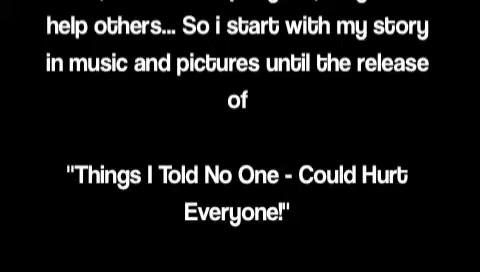 help others... So i start with my story
in music and pictures until the release
of
"Things I Told No One - Could Hurt
Everyone!"